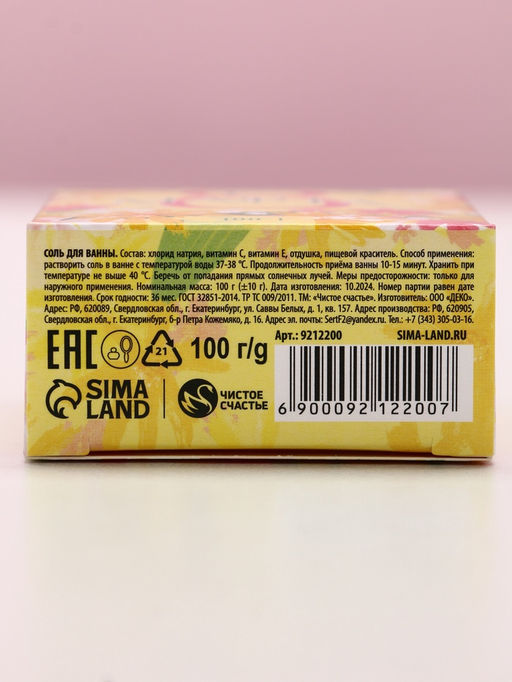 СОЛЬ ДЛЯ ВАННЫ. Состав: хлорид натрия, витамин С, витамин Е, отдушка, пищевой краситель. Способ применения:
растворить соль в ванне с температурой воды 37-38 °С. Продолжительность приёма ванны 10-15 минут. Хранить при
температуре не выше 40 °С. Беречь от попадания прямых солнечных лучей. Меры предосторожности: только для
наружного применения. Номинальная масса: 100 г (±10 г). Дата изготовления: 10.2024. Номер партии равен дате
изготовления. Срок годности: 36 мес. ГОСТ 32851-2014. ТР ТС 009/2011. ТМ: «Чистое счастье». Изготовитель: ООО «ДЕКО».
Адрес: РФ, 620089, Свердловская обл., г. Екатеринбург, ул. Саввы Белых, д. 1, кв. 157. Адрес производства: РФ, 620905,
Свердловская обл., г. Екатеринбург, б-р Петра Кожемяко, д. 16. Адрес эл. почты: SertF2@yandex.ru. Тел.: +7 (343) 305-03-16.
Арт.: 9212200 SIMA-LAND.RU
EAC 21 100 г/g
SIMA LAND
ЧИСТОЕ СЧАСТЬЕ
6 900092 122007